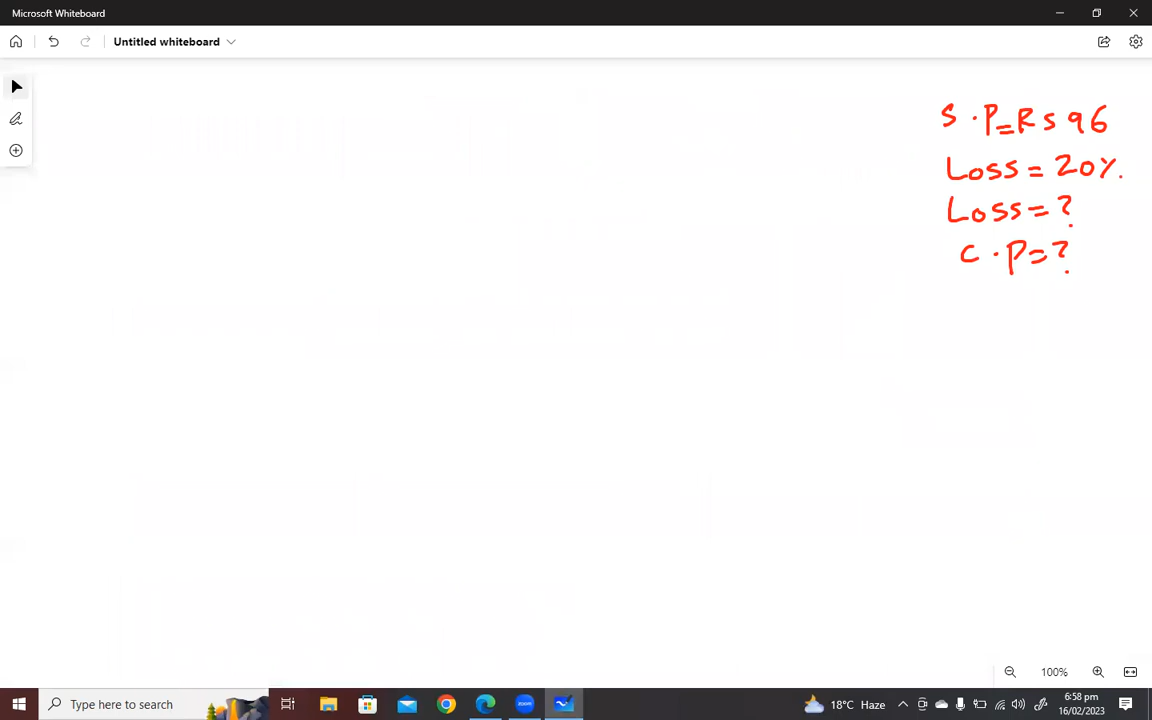 Microsoft Whiteboard
Untitled whiteboard
S.P=Rs 96
Loss=20%.
Loss=?
C.P=?
100%
Type here to search
zoom
18°C Haze
6:58 pm
16/02/2023